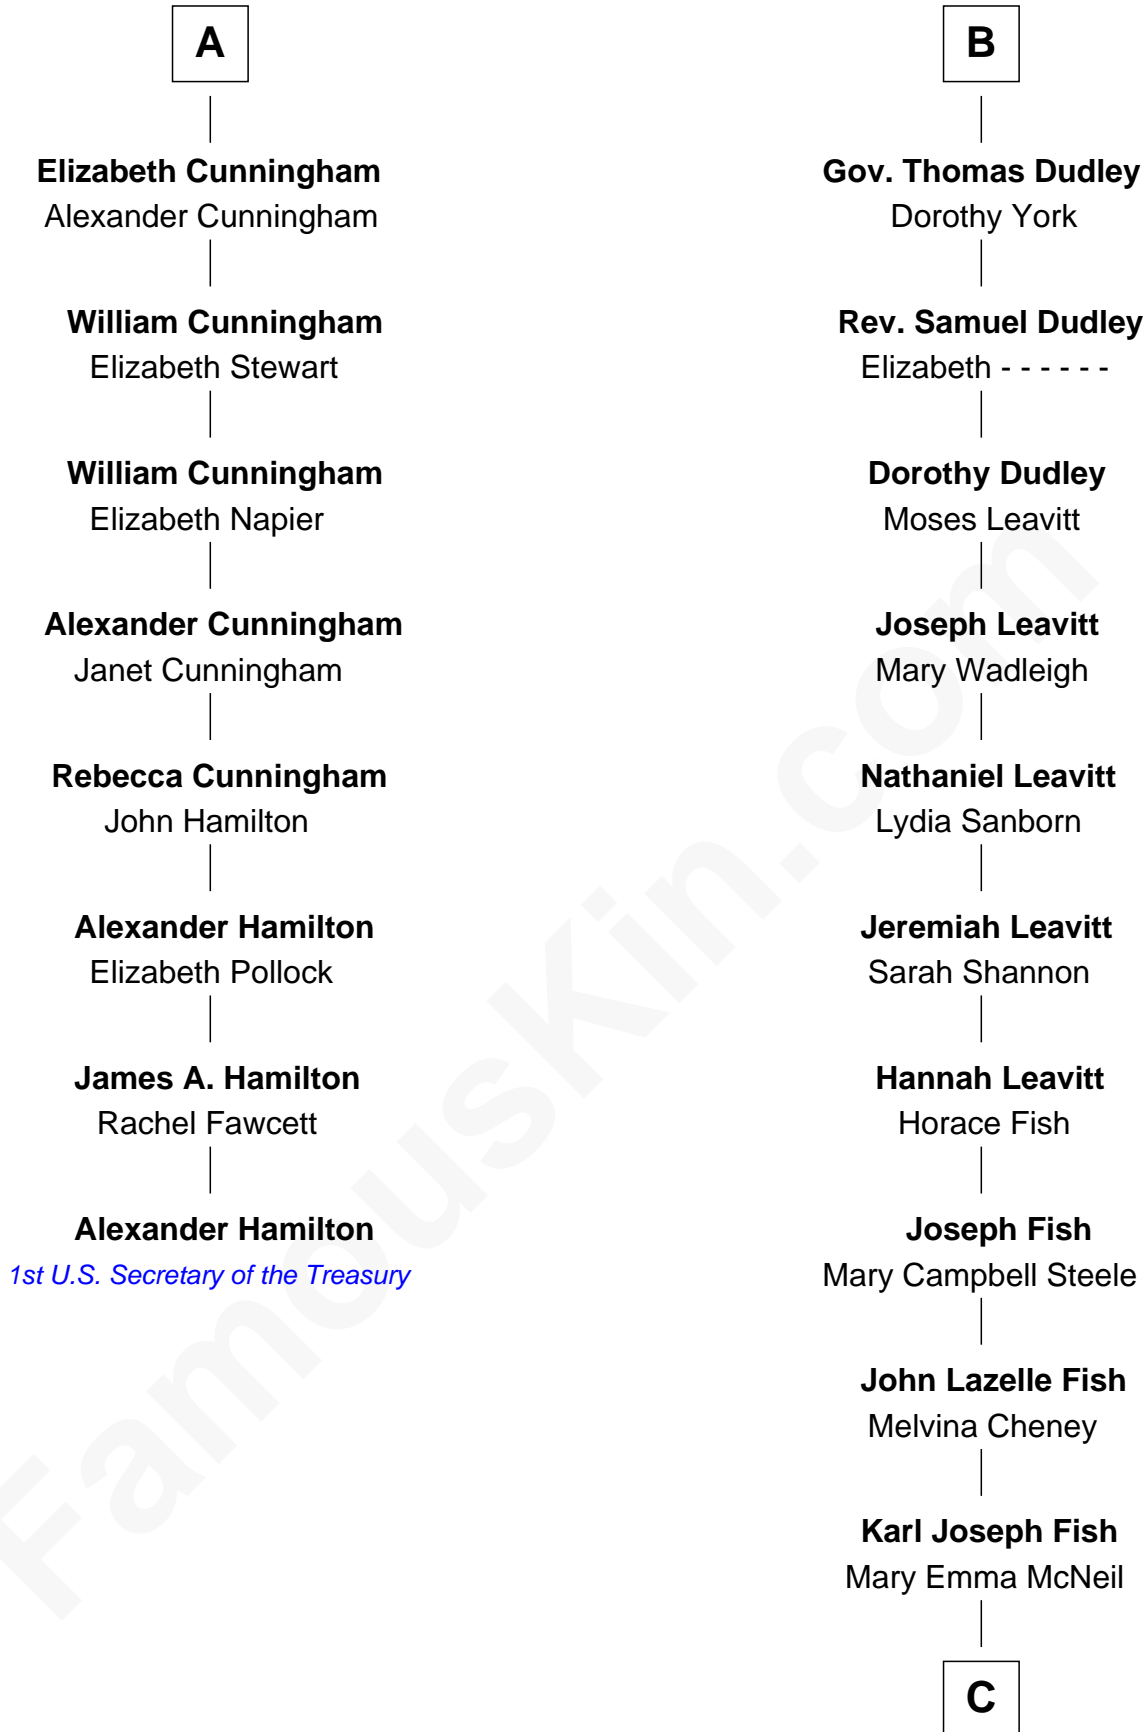 A
Elizabeth Cunningham
Alexander Cunningham
William Cunningham
Elizabeth Stewart
William Cunningham
Elizabeth Napier
Alexander Cunningham
Janet Cunningham
Rebecca Cunningham
John Hamilton
Alexander Hamilton
Elizabeth Pollock
James A. Hamilton
Rachel Fawcett
Alexander Hamilton
1st U.S. Secretary of the Treasury
B
Gov. Thomas Dudley
Dorothy York
Rev. Samuel Dudley
Elizabeth - - - - - -
Dorothy Dudley
Moses Leavitt
Joseph Leavitt
Mary Wadleigh
Nathaniel Leavitt
Lydia Sanborn
Jeremiah Leavitt
Sarah Shannon
Hannah Leavitt
Horace Fish
Joseph Fish
Mary Campbell Steele
John Lazelle Fish
Melvina Cheney
Karl Joseph Fish
Mary Emma McNeil
C
FamousKin.com